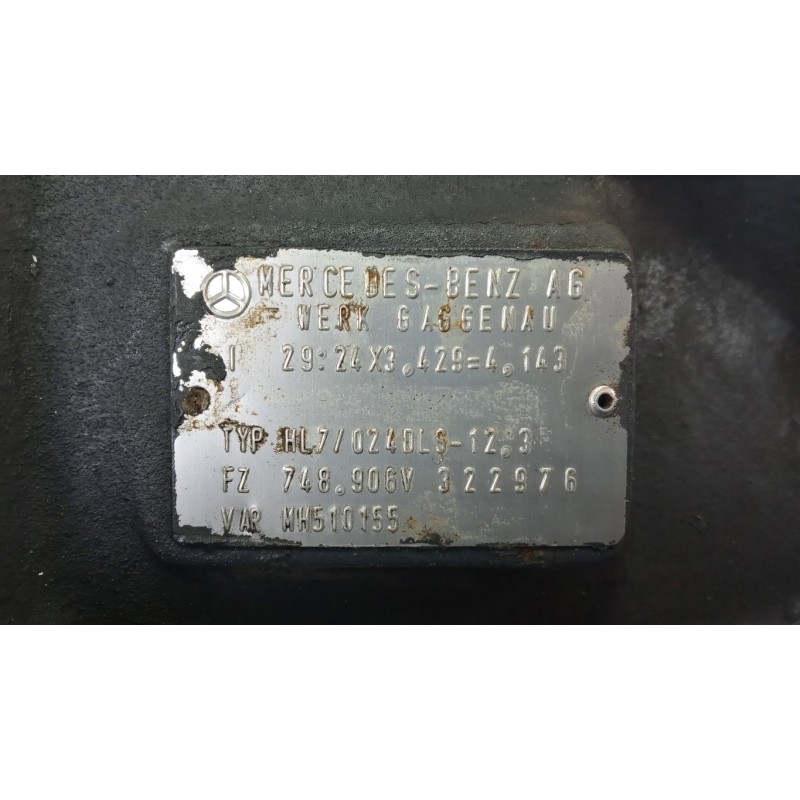 MERCEDES-BENZ AG
WERK GAGGENAU
I 29:24X3,429=4,143
TYP HL7/024DLS-12,3
FZ 748.906V 322976
VAR MH510155